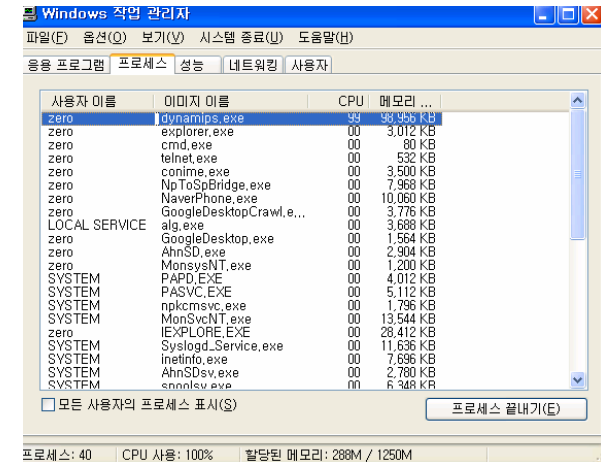 Windows 작업 관리자
파일(F) 옵션(O) 보기(V) 시스템 종료(U) 도움말(H)
응용 프로그램 프로세스 성능 네트워킹 사용자
사용자 이름 이미지 이름 CPU 메모리 ...
zero dynamips.exe 99 98,956 KB
zero explorer.exe 00 3,012 KB
zero cmd.exe 00 80 KB
zero telnet.exe 00 532 KB
zero conime.exe 00 3,500 KB
zero NpToSpBridge.exe 00 7,968 KB
zero NaverPhone.exe 00 10,060 KB
zero GoogleDesktopCrawl.e... 00 3,776 KB
LOCAL SERVICE alg.exe 00 3,688 KB
zero GoogleDesktop.exe 00 1,564 KB
zero AhnSD.exe 00 2,904 KB
zero MonsysNT.exe 00 1,200 KB
SYSTEM PAPD.EXE 00 4,012 KB
SYSTEM PASVC.EXE 00 5,112 KB
SYSTEM npkcmsvc.exe 00 1,796 KB
SYSTEM MonSvcNT.exe 00 13,544 KB
zero IEXPLORE.EXE 00 28,412 KB
SYSTEM Syslogd_Service.exe 00 11,636 KB
SYSTEM inetinfo.exe 00 7,696 KB
SYSTEM AhnSDsv.exe 00 2,780 KB
SYSTEM spoolsv.exe 00 6,348 KB
모든 사용자의 프로세스 표시(S) 프로세스 끝내기(E)
프로세스: 40 CPU 사용: 100% 할당된 메모리: 288M / 1250M